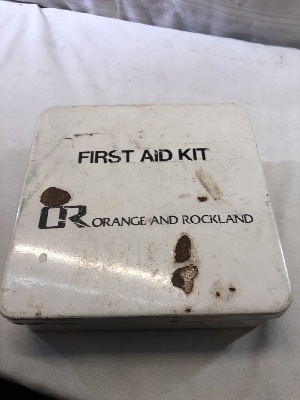 FIRST AID KIT
OR ORANGE AND ROCKLAND